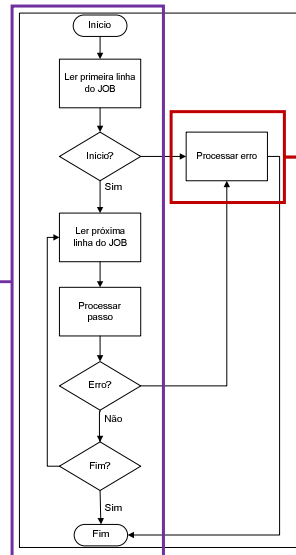 Início
Ler primeira linha
do JOB
Inicio?
Processar erro
Sim
Ler próxima
linha do JOB
Processar
passo
Erro?
Não
Fim?
Sim
Fim